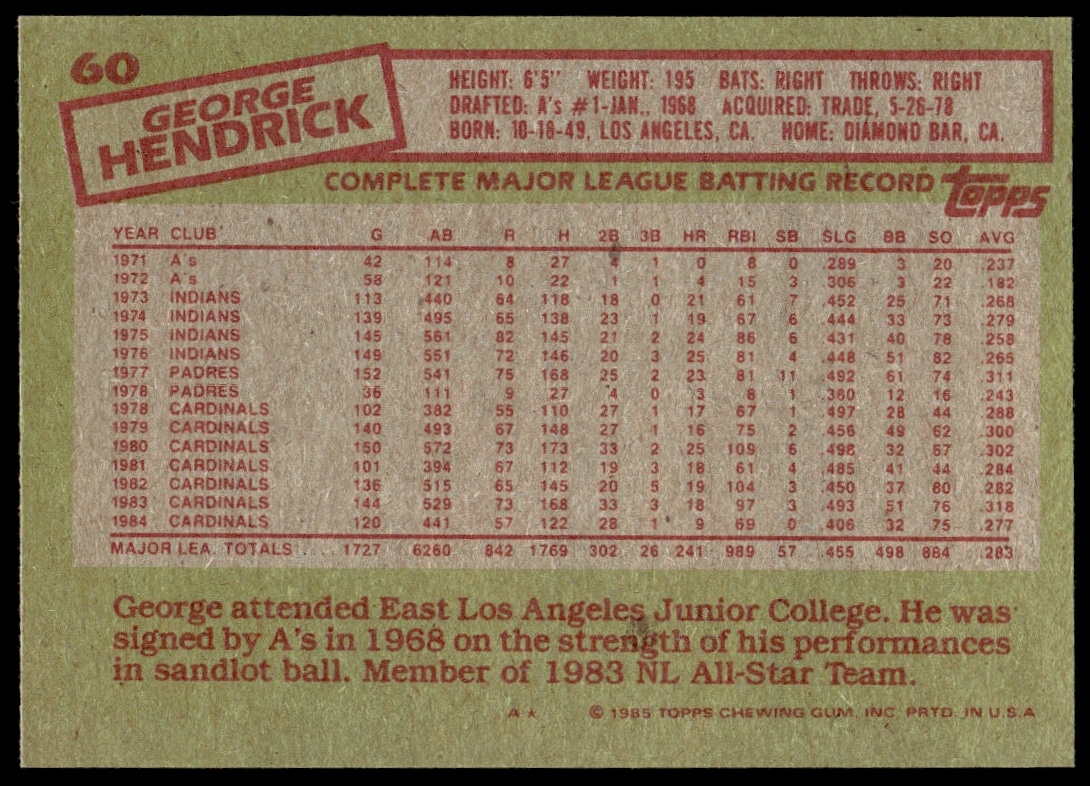 60
GEORGE
HENDRICK
HEIGHT: 6'5" WEIGHT: 195 BATS: RIGHT THROWS: RIGHT
DRAFTED: A's #1-JAN., 1968 ACQUIRED: TRADE, 5-26-78
BORN: 10-18-49, LOS ANGELES, CA. HOME: DIAMOND BAR, CA.
COMPLETE MAJOR LEAGUE BATTING RECORD topps
YEAR CLUB G AB R H 2B 3B HR RBI SB SLG BB SO AVG
1971 A's 42 114 8 27 4 1 0 8 0 .289 3 20 .237
1972 A's 58 121 10 22 1 1 4 15 3 .306 3 22 .182
1973 INDIANS 113 440 64 118 18 0 21 61 7 .452 25 71 .268
1974 INDIANS 139 495 65 138 23 1 19 67 6 .444 33 73 .279
1975 INDIANS 145 561 82 145 21 2 24 86 6 .431 40 78 .258
1976 INDIANS 149 551 72 146 20 3 25 81 4 .448 51 82 .265
1977 PADRES 152 541 75 168 25 2 23 81 11 .492 61 74 .311
1978 PADRES 36 111 9 27 4 0 3 8 1 .360 12 16 .243
1978 CARDINALS 102 382 55 110 27 1 17 67 1 .497 28 44 .288
1979 CARDINALS 140 493 67 148 27 1 16 75 2 .456 49 62 .300
1980 CARDINALS 150 572 73 173 33 2 25 109 6 .498 32 67 .302
1981 CARDINALS 101 394 67 112 19 3 18 61 4 .485 41 44 .284
1982 CARDINALS 136 515 65 145 20 5 19 104 3 .450 37 80 .282
1983 CARDINALS 144 529 73 168 33 3 18 97 3 .493 51 76 .318
1984 CARDINALS 120 441 57 122 28 1 9 69 0 .406 32 75 .277
MAJOR LEA. TOTALS .... 1727 6260 842 1769 302 26 241 989 57 .455 498 884 .283
George attended East Los Angeles Junior College. He was
signed by A's in 1968 on the strength of his performances
in sandlot ball. Member of 1983 NL All-Star Team.
A★ © 1985 TOPPS CHEWING GUM, INC. PRTD. IN U.S.A.